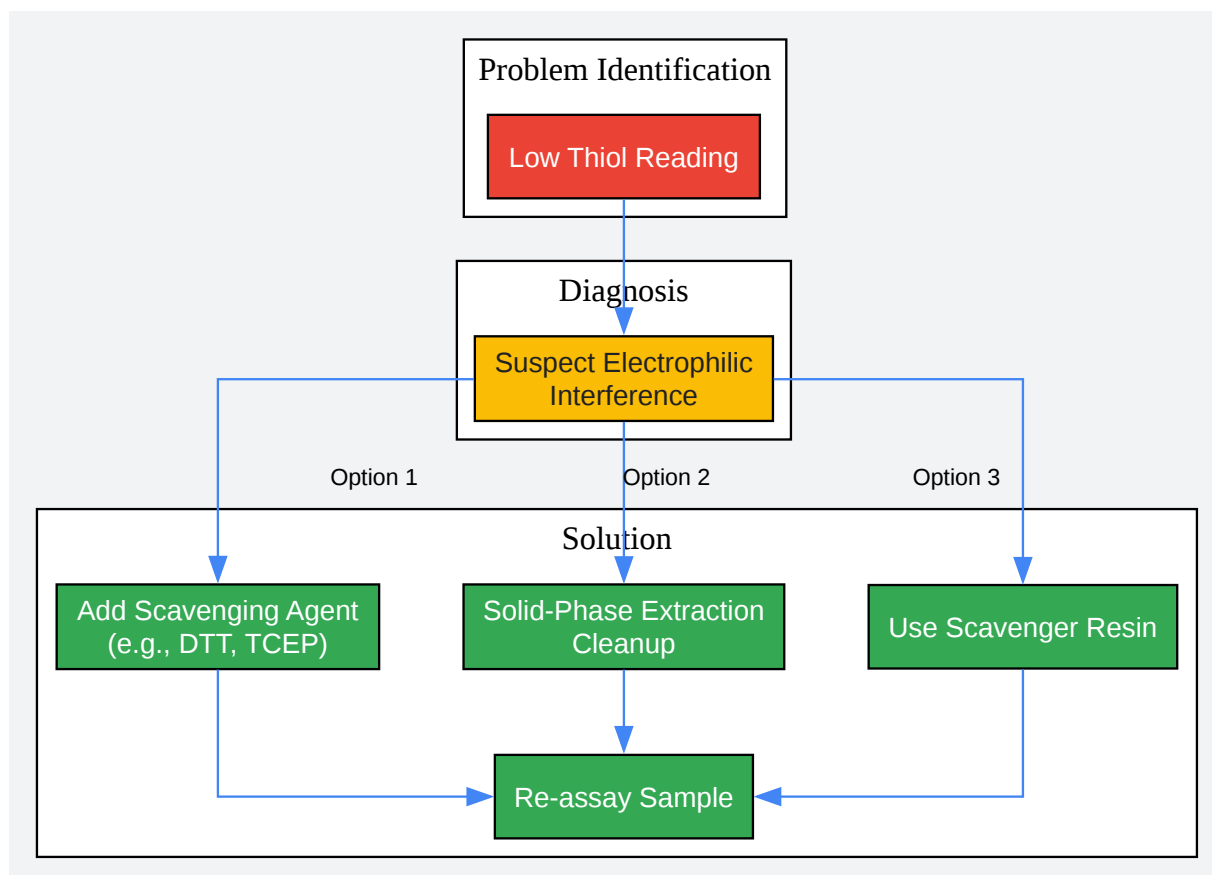 Problem Identification
Low Thiol Reading
Diagnosis
Suspect Electrophilic
Interference
Option 1
Option 2
Option 3
Solution
Add Scavenging Agent
(e.g., DTT, TCEP)
Solid-Phase Extraction
Cleanup
Use Scavenger Resin
Re-assay Sample